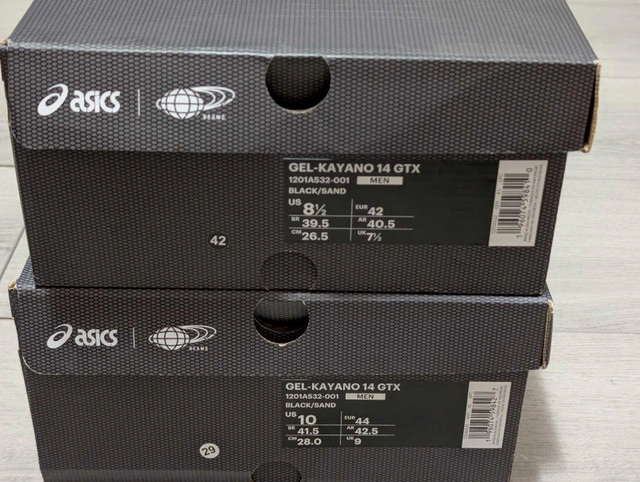 asics BEAMS
GEL-KAYANO 14 GTX
1201A532-001 MEN
BLACK/SAND
US 8½ EUR 42
BR 39.5 AR 40.5
CM 26.5 UK 7½
42
asics BEAMS
GEL-KAYANO 14 GTX
1201A532-001 MEN
BLACK/SAND
US 10 EUR 44
BR 41.5 AR 42.5
CM 28.0 UK 9
29